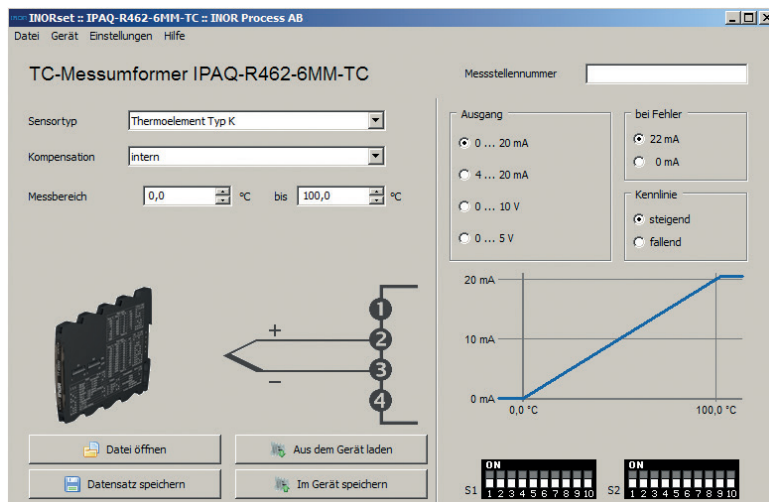 INOR INORset :: IPAQ-R462-6MM-TC :: INOR Process AB
Datei Gerät Einstellungen Hilfe
TC-Messumformer IPAQ-R462-6MM-TC
Messstellennummer
Sensortyp Thermoelement Typ K
Kompensation intern
Messbereich 0,0 °C bis 100,0 °C
Ausgang
0 ... 20 mA
4 ... 20 mA
0 ... 10 V
0 ... 5 V
bei Fehler
22 mA
0 mA
Kennlinie
steigend
fallend
+
−
1
2
3
4
20 mA
10 mA
0 mA
0,0 °C 100,0 °C
Datei öffnen
Aus dem Gerät laden
Datensatz speichern
Im Gerät speichern
S1 ON 1 2 3 4 5 6 7 8 9 10
S2 ON 1 2 3 4 5 6 7 8 9 10